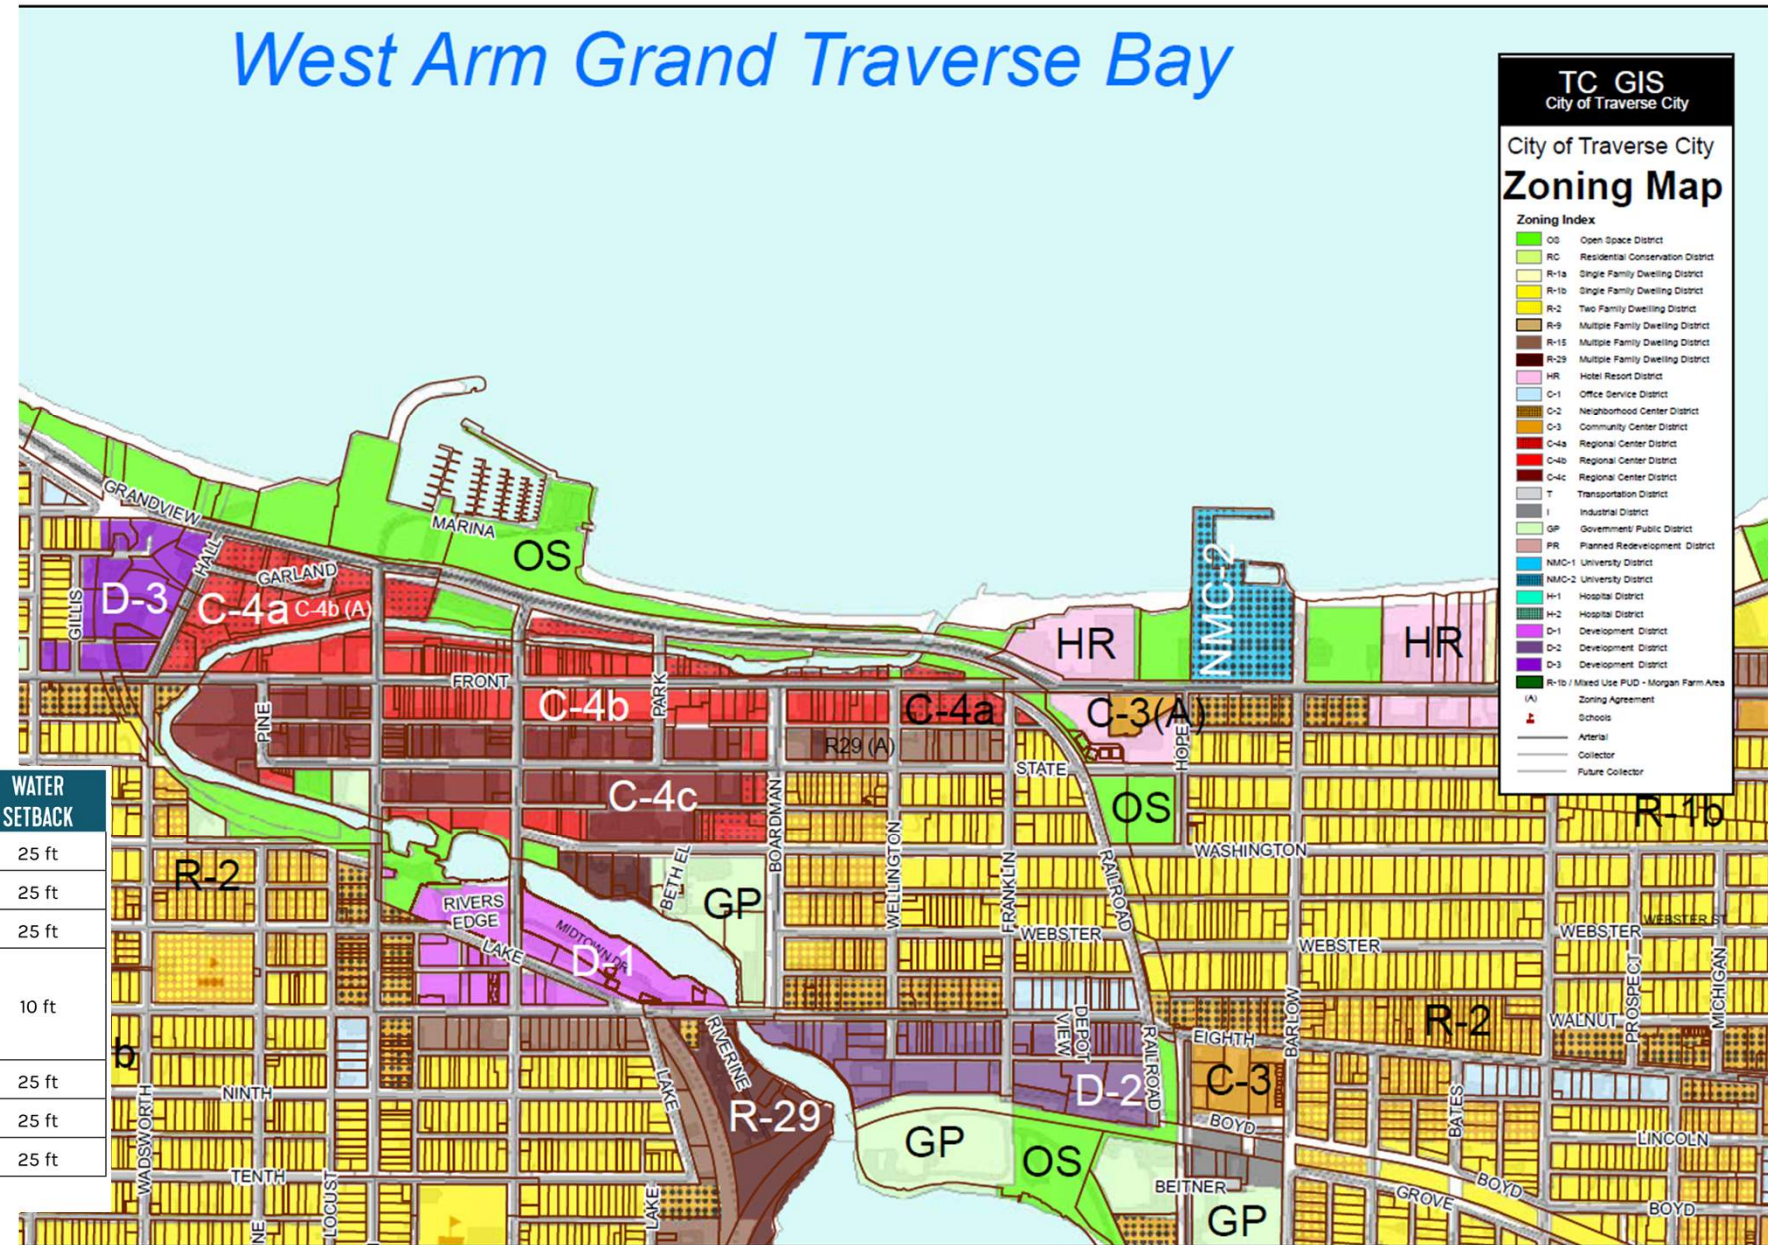 West Arm Grand Traverse Bay
TC GIS
City of Traverse City
City of Traverse City
Zoning Map
Zoning Index
OS Open Space District
RC Residential Conservation District
R-1a Single Family Dwelling District
R-1b Single Family Dwelling District
R-2 Two Family Dwelling District
R-9 Multiple Family Dwelling District
R-15 Multiple Family Dwelling District
R-29 Multiple Family Dwelling District
HR Hotel Resort District
C-1 Office Service District
C-2 Neighborhood Center District
C-3 Community Center District
C-4a Regional Center District
C-4b Regional Center District
C-4c Regional Center District
T Transportation District
I Industrial District
GP Government/ Public District
PR Planned Redevelopment District
NMC-1 University District
NMC-2 University District
H-1 Hospital District
H-2 Hospital District
D-1 Development District
D-2 Development District
D-3 Development District
R-1b / Mixed Use PUD - Morgan Farm Area
(A) Zoning Agreement
Schools
Arterial
Collector
Future Collector
GRANDVIEW
MARINA
OS
HALL
GARLAND
D-3
C-4a
C-4b (A)
GILLIS
HR
NMC-2
HR
FRONT
C-4b
PARK
C-4a
C-3(A)
PINE
R29 (A)
HOPE
STATE
C-4c
OS
R-1b
BOARDMAN
WELLINGTON
FRANKLIN
RAILROAD
WASHINGTON
WATER
SETBACK
25 ft
25 ft
25 ft
10 ft
25 ft
25 ft
25 ft
R-2
BETH EL
GP
RIVERS
EDGE
MIDTOWN DR
LAKE
D-1
WEBSTER
WEBSTER
WEBSTER
WEBSTER ST
PROSPECT
MICHIGAN
b
RIVERINE
DEPOT
VIEW
RAILROAD
EIGHTH
BARLOW
R-2
WALNUT
WADSWORTH
NINTH
LAKE
R-29
D-2
C-3
BOYD
BATES
LINCOLN
GP
OS
TENTH
LOCUST
LAKE
BEITNER
GP
GROVE
BOYD
BOYD
NE